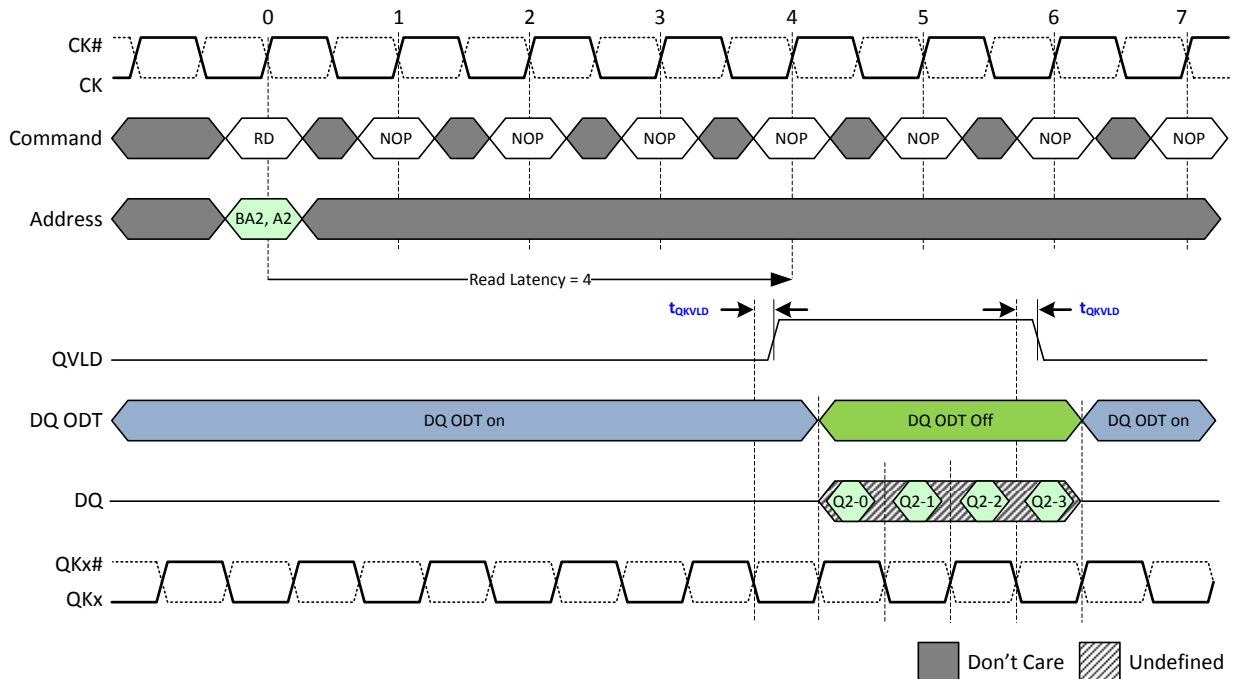 0 1 2 3 4 5 6 7
CK#
CK
Command RD NOP NOP NOP NOP NOP NOP NOP
Address BA2, A2
Read Latency = 4
tQKVLD tQKVLD
QVLD
DQ ODT DQ ODT on DQ ODT Off DQ ODT on
DQ Q2-0 Q2-1 Q2-2 Q2-3
QKx#
QKx
Don't Care Undefined